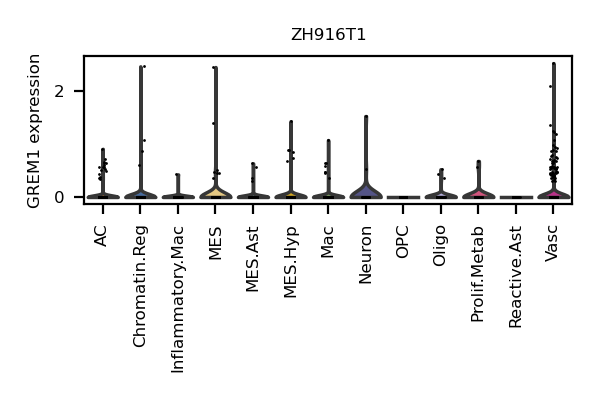 ZH916T1
GREM1 expression
2
0
AC
Chromatin.Reg
Inflammatory.Mac
MES
MES.Ast
MES.Hyp
Mac
Neuron
OPC
Oligo
Prolif.Metab
Reactive.Ast
Vasc